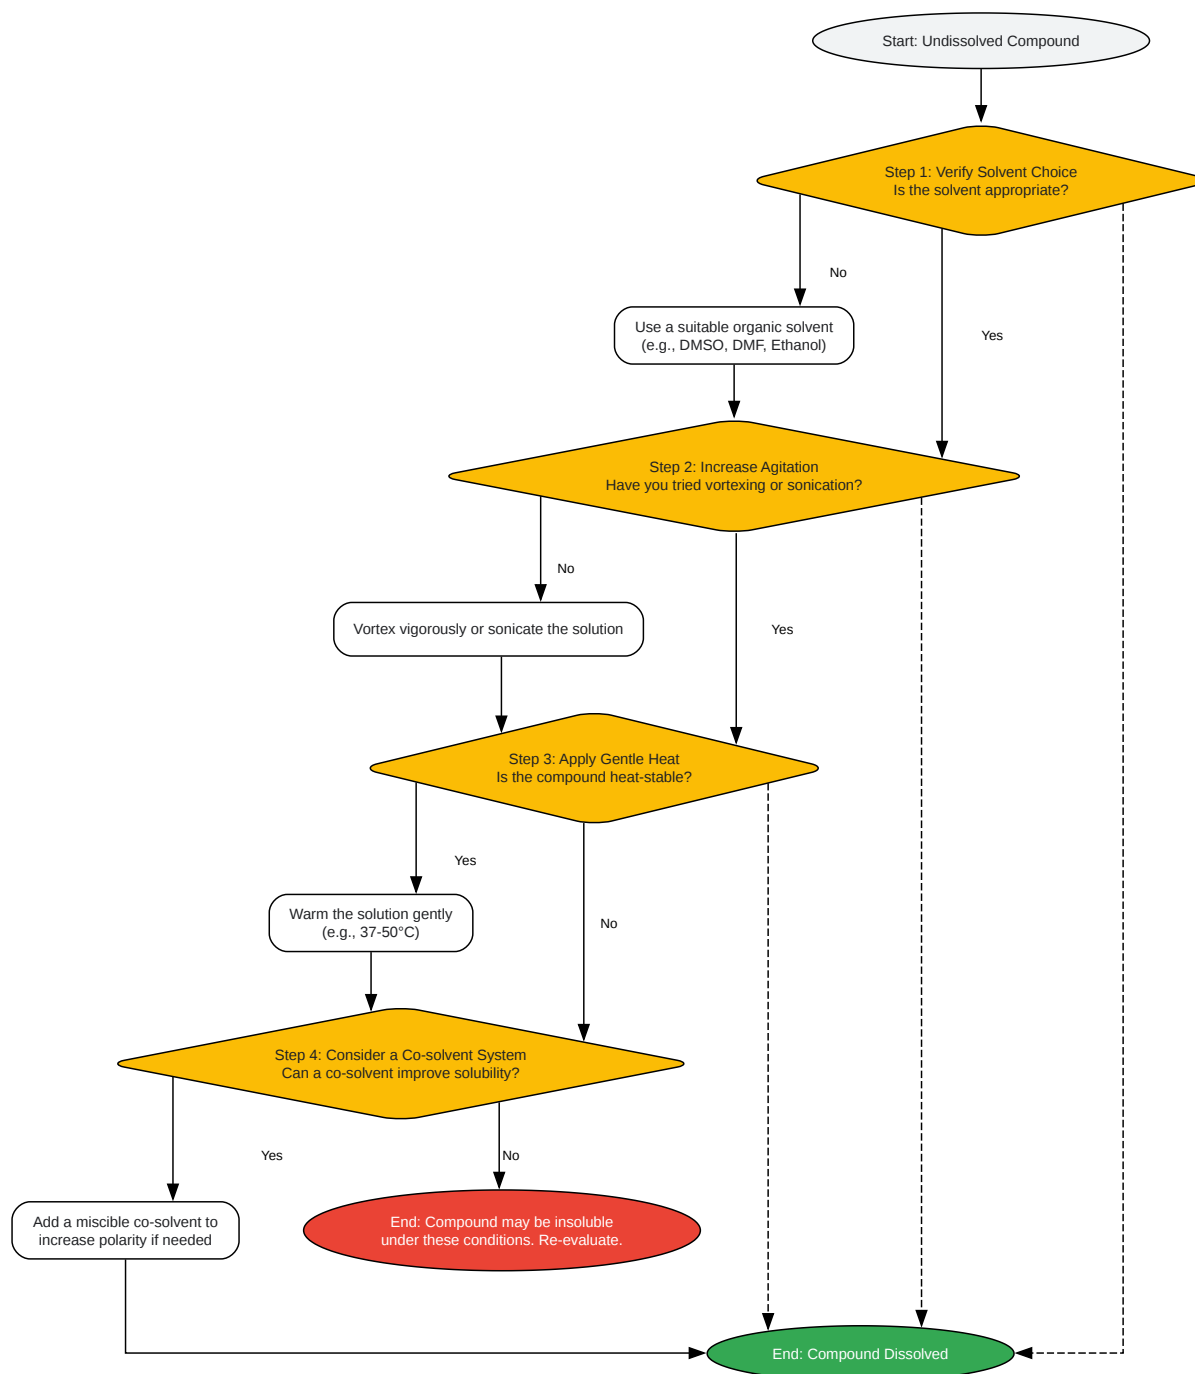 Start: Undissolved Compound
Step 1: Verify Solvent Choice
Is the solvent appropriate?
No
Yes
Use a suitable organic solvent
(e.g., DMSO, DMF, Ethanol)
Step 2: Increase Agitation
Have you tried vortexing or sonication?
No
Yes
Vortex vigorously or sonicate the solution
Step 3: Apply Gentle Heat
Is the compound heat-stable?
Yes
No
Warm the solution gently
(e.g., 37-50°C)
Step 4: Consider a Co-solvent System
Can a co-solvent improve solubility?
Yes
No
Add a miscible co-solvent to
increase polarity if needed
End: Compound may be insoluble
under these conditions. Re-evaluate.
End: Compound Dissolved